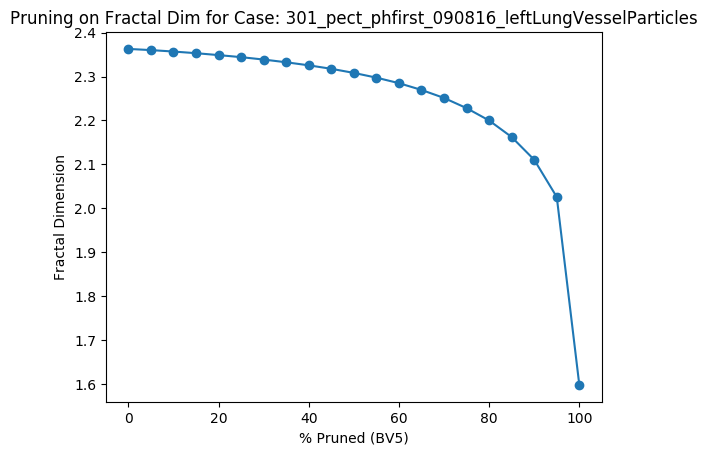 Pruning on Fractal Dim for Case: 301_pect_phfirst_090816_leftLungVesselParticles
2.4
2.3
2.2
2.1
2.0
1.9
1.8
1.7
1.6
Fractal Dimension
0 20 40 60 80 100
% Pruned (BV5)